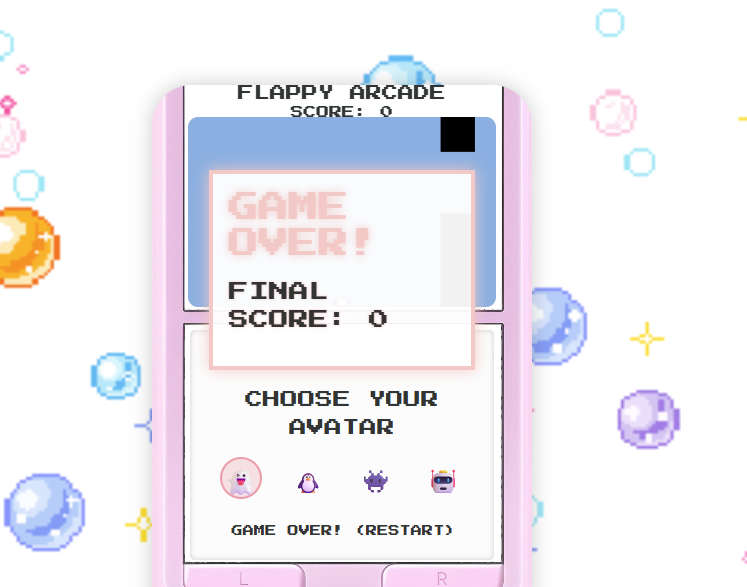 FLAPPY ARCADE
SCORE: 0
GAME
OVER!
FINAL
SCORE: 0
CHOOSE YOUR
AVATAR
GAME OVER! (RESTART)
L R